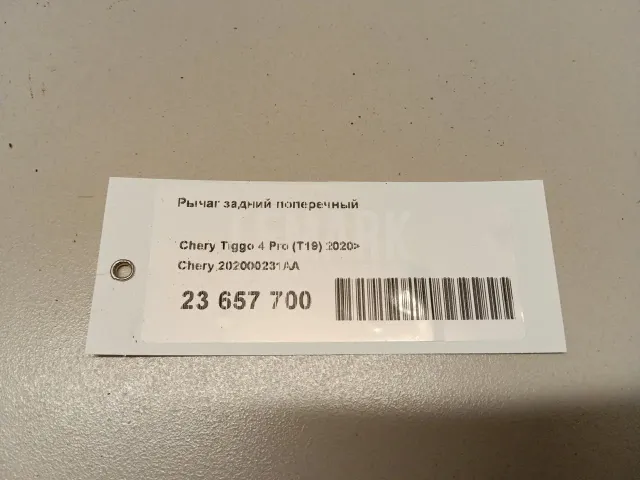 Рычаг задний поперечный
Chery Tiggo 4 Pro (T19) 2020>
Chery 202000231AA
23 657 700